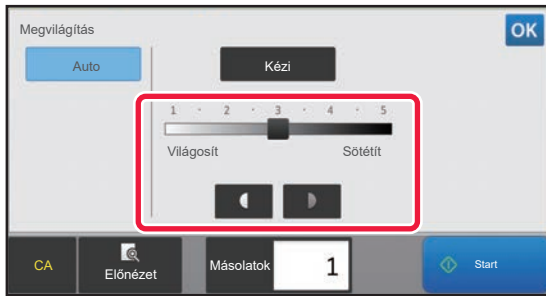 Megvilágítás
OK
Auto
Kézi
1 · 2 · 3 · 4 · 5
Világosít Sötétít
CA
Előnézet
Másolatok
1
Start